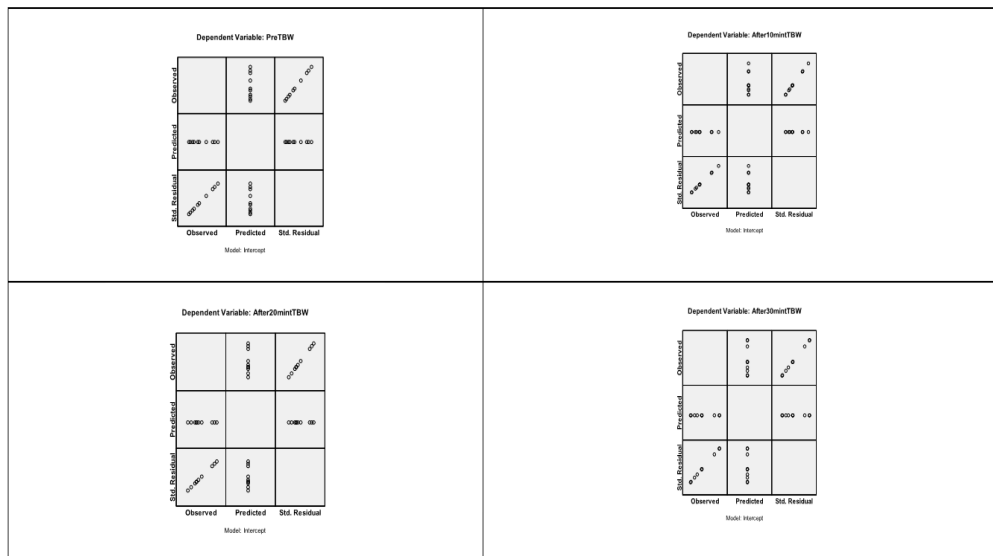 Dependent Variable: PreTBW
Observed
Predicted
Std. Residual
Observed Predicted Std. Residual
Model: Intercept
Dependent Variable: After10mintTBW
Observed
Predicted
Std. Residual
Observed Predicted Std. Residual
Model: Intercept
Dependent Variable: After20mintTBW
Observed
Predicted
Std. Residual
Observed Predicted Std. Residual
Model: Intercept
Dependent Variable: After30mintTBW
Observed
Predicted
Std. Residual
Observed Predicted Std. Residual
Model: Intercept